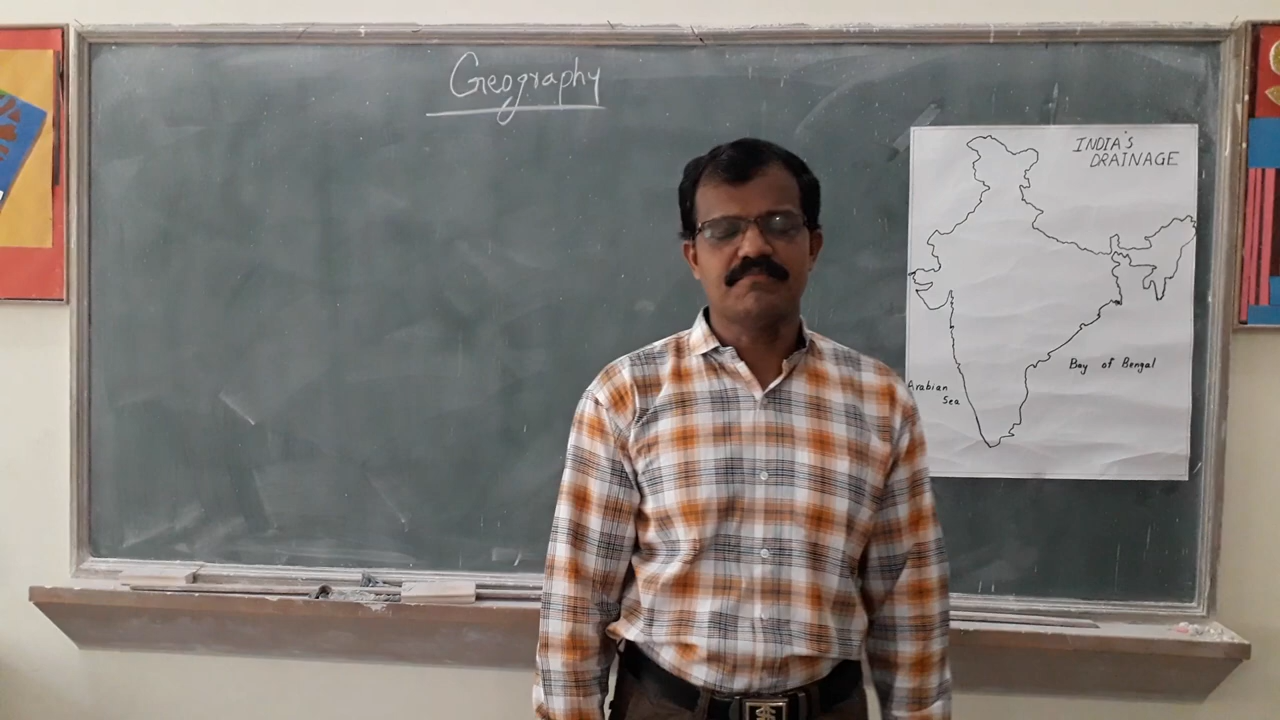 Geography
INDIA'S
DRAINAGE
Bay of Bengal
Arabian
Sea